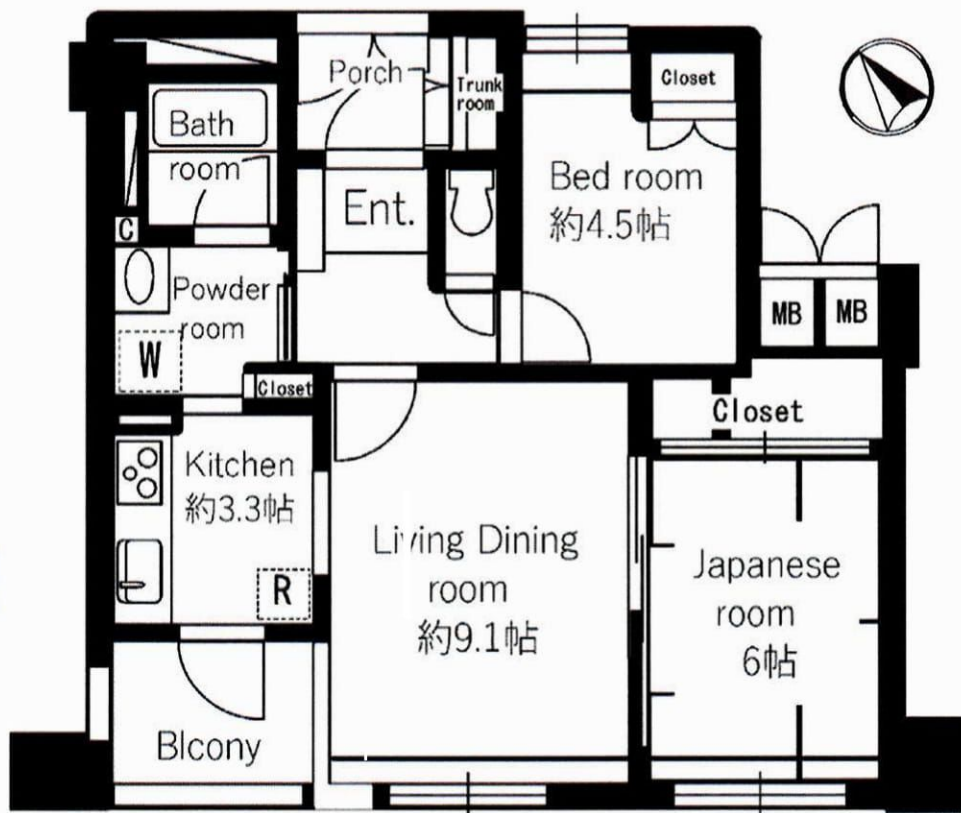 Porch
Trunk
room
Closet
Bath
room
Bed room
約4.5帖
Ent.
C
Powder
room
W
MB
MB
Closet
Closet
Kitchen
約3.3帖
R
Living Dining
room
約9.1帖
Japanese
room
6帖
Blcony